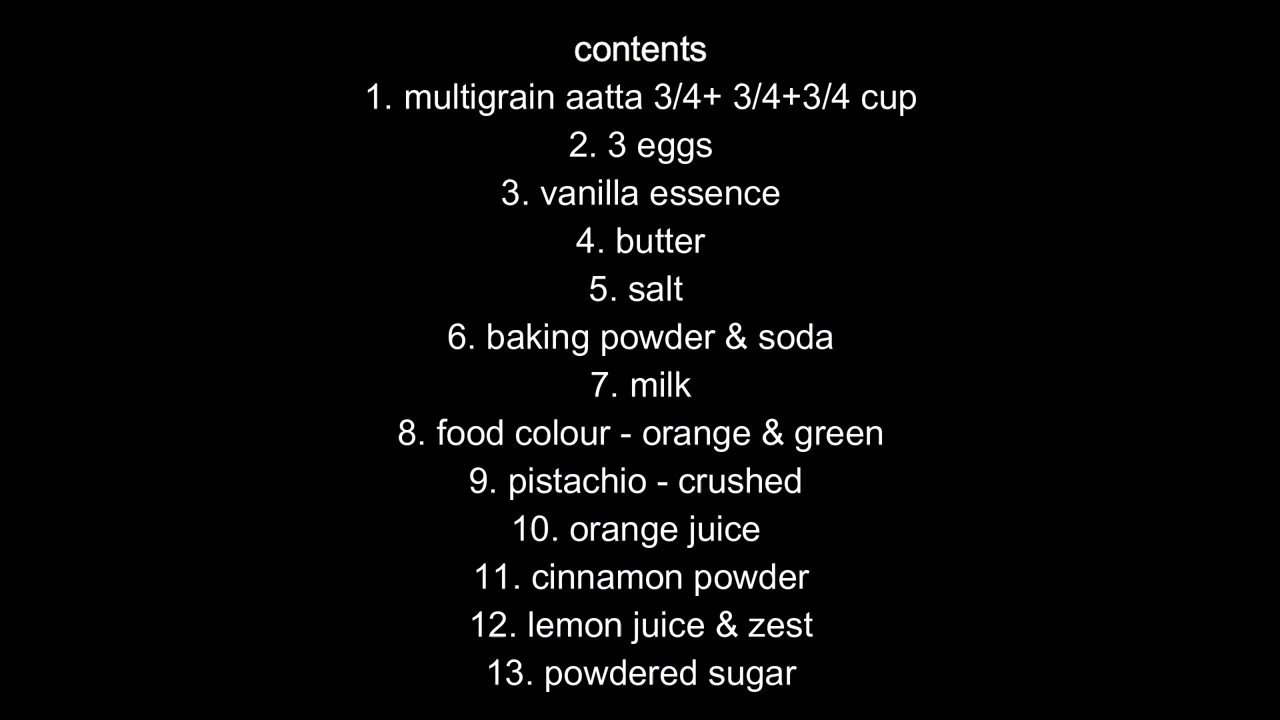 contents
1. multigrain aatta 3/4+ 3/4+3/4 cup
2. 3 eggs
3. vanilla essence
4. butter
5. salt
6. baking powder & soda
7. milk
8. food colour - orange & green
9. pistachio - crushed
10. orange juice
11. cinnamon powder
12. lemon juice & zest
13. powdered sugar